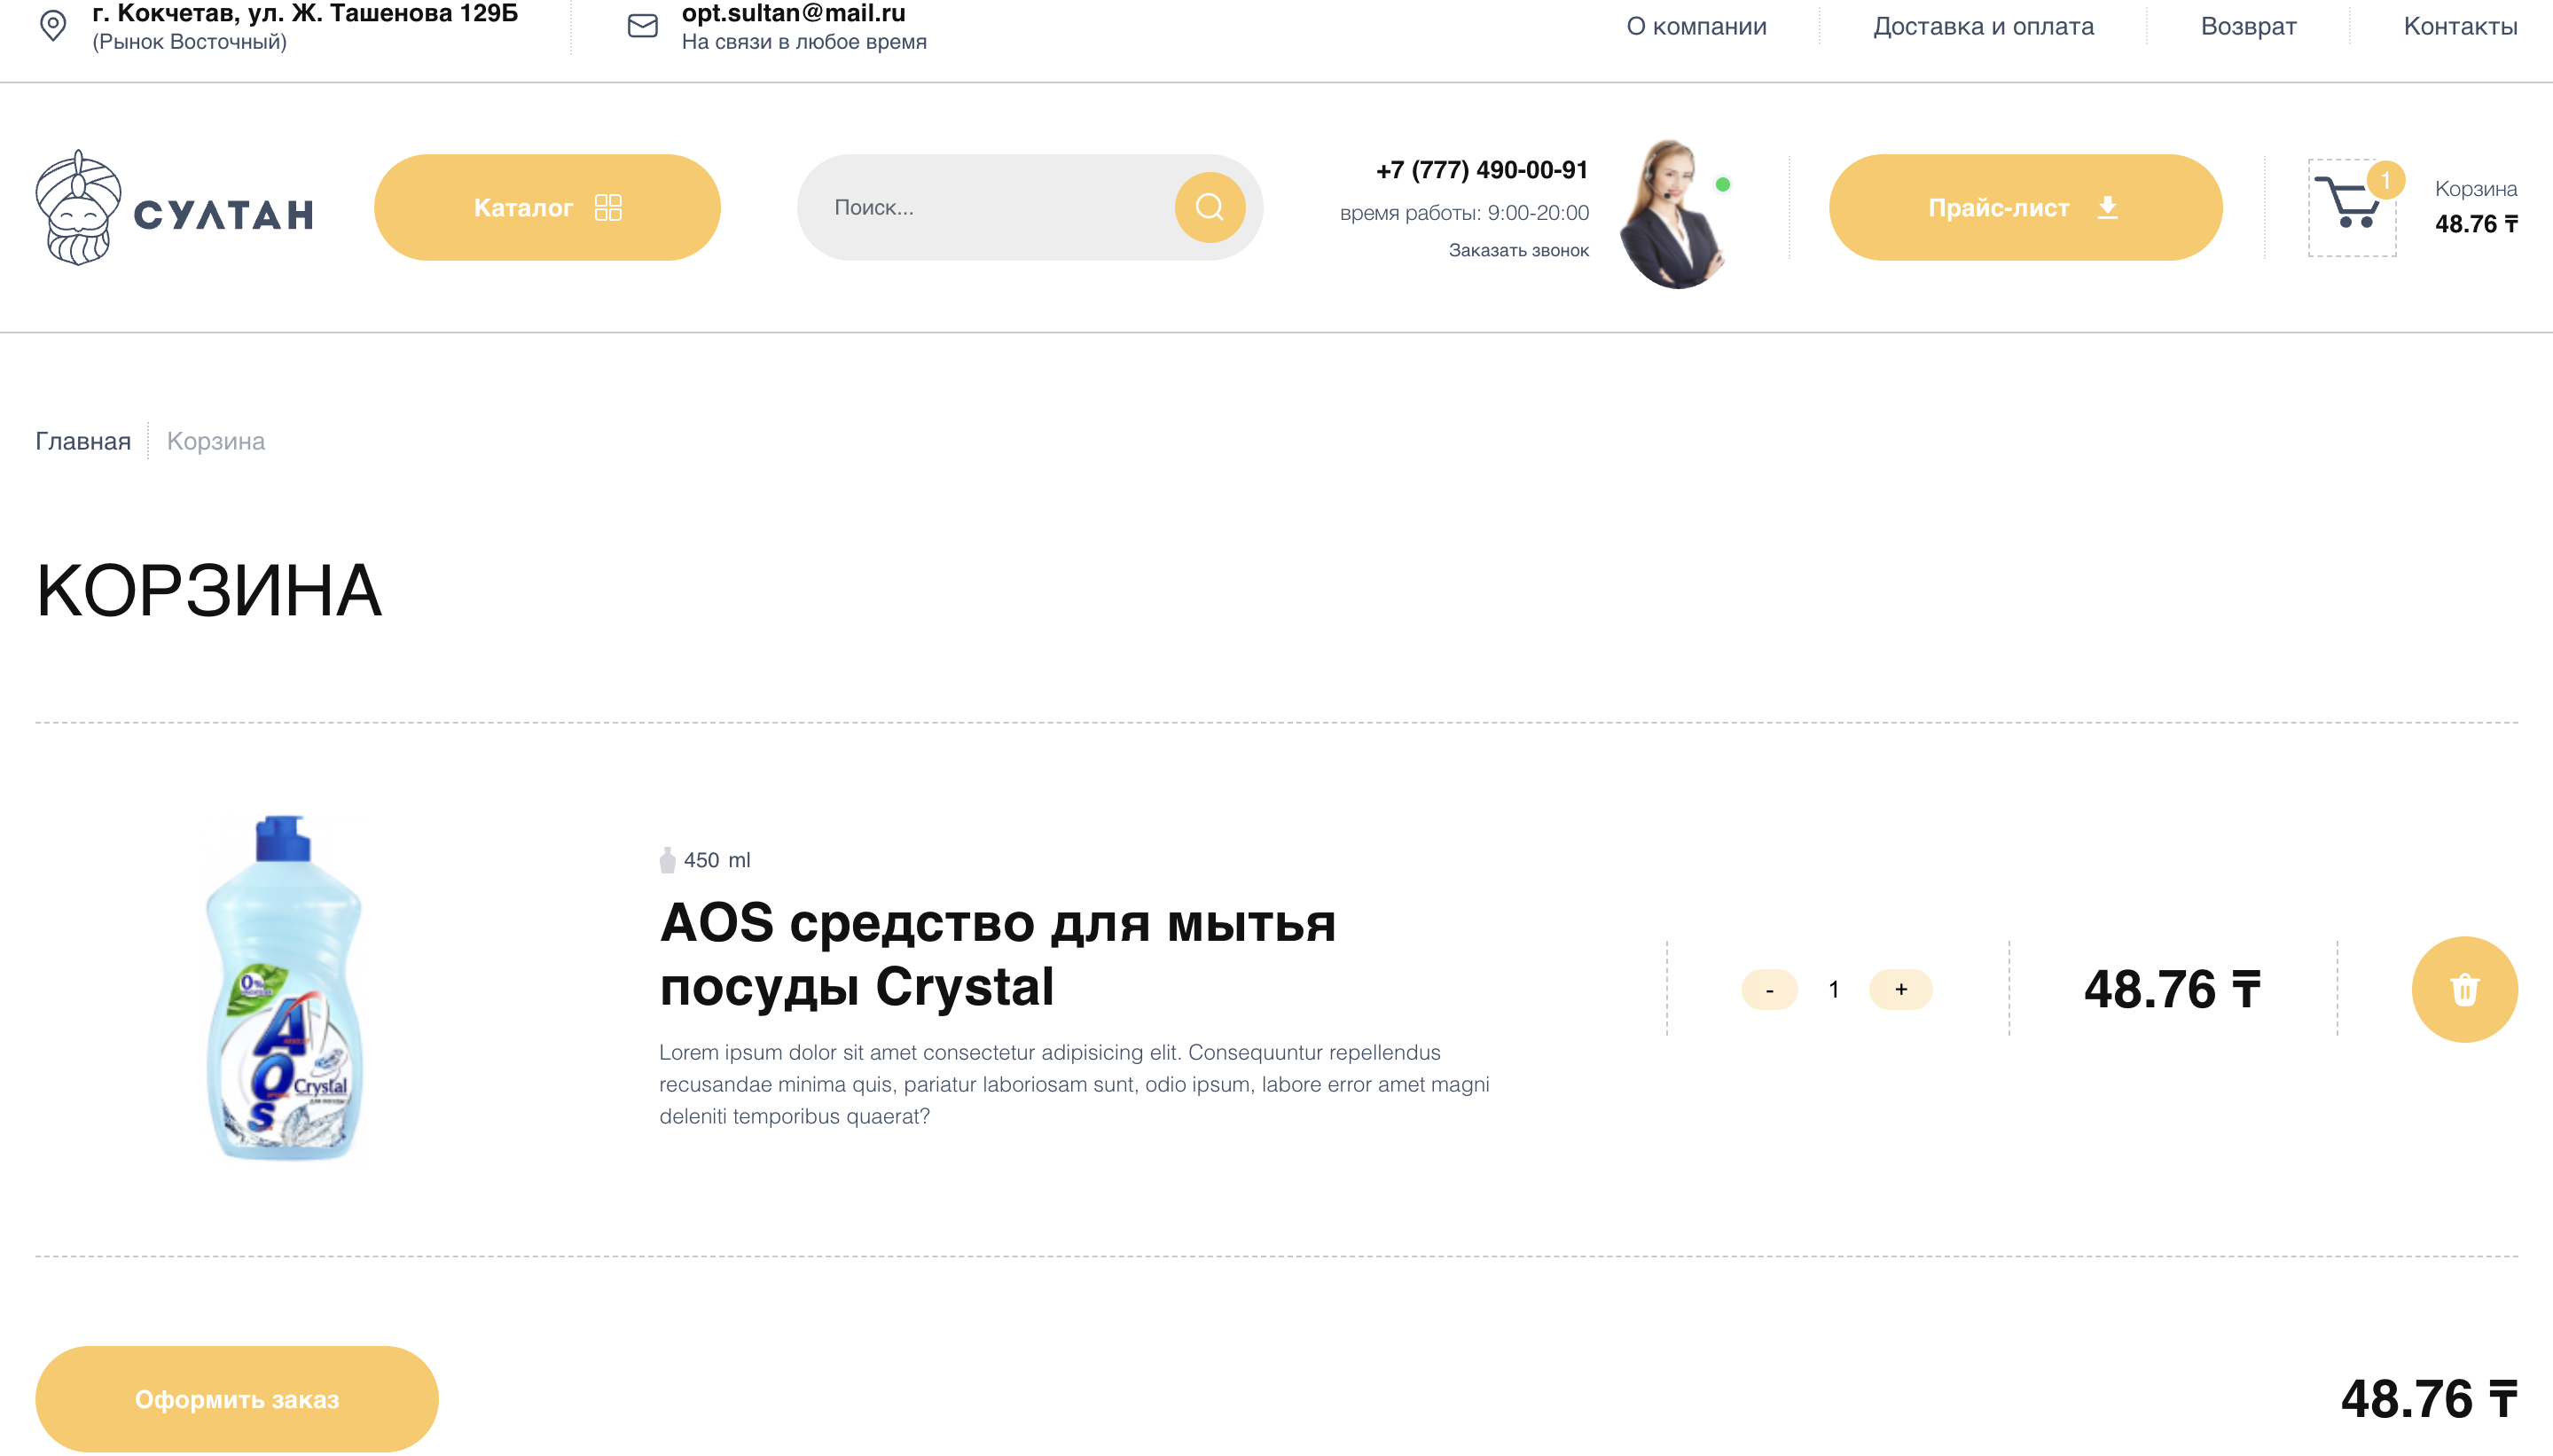 г. Кокчетав, ул. Ж. Ташенова 129Б
(Рынок Восточный)
opt.sultan@mail.ru
На связи в любое время
О компании
Доставка и оплата
Возврат
Контакты
СУЛТАН
Каталог
Поиск...
+7 (777) 490-00-91
время работы: 9:00-20:00
Заказать звонок
Прайс-лист
1
Корзина
48.76 ₸
Главная
Корзина
КОРЗИНА
0%
AOS
Crystal
450 ml
AOS средство для мытья
посуды Crystal
Lorem ipsum dolor sit amet consectetur adipisicing elit. Consequuntur repellendus
recusandae minima quis, pariatur laboriosam sunt, odio ipsum, labore error amet magni
deleniti temporibus quaerat?
- 1 +
48.76 ₸
Оформить заказ
48.76 ₸